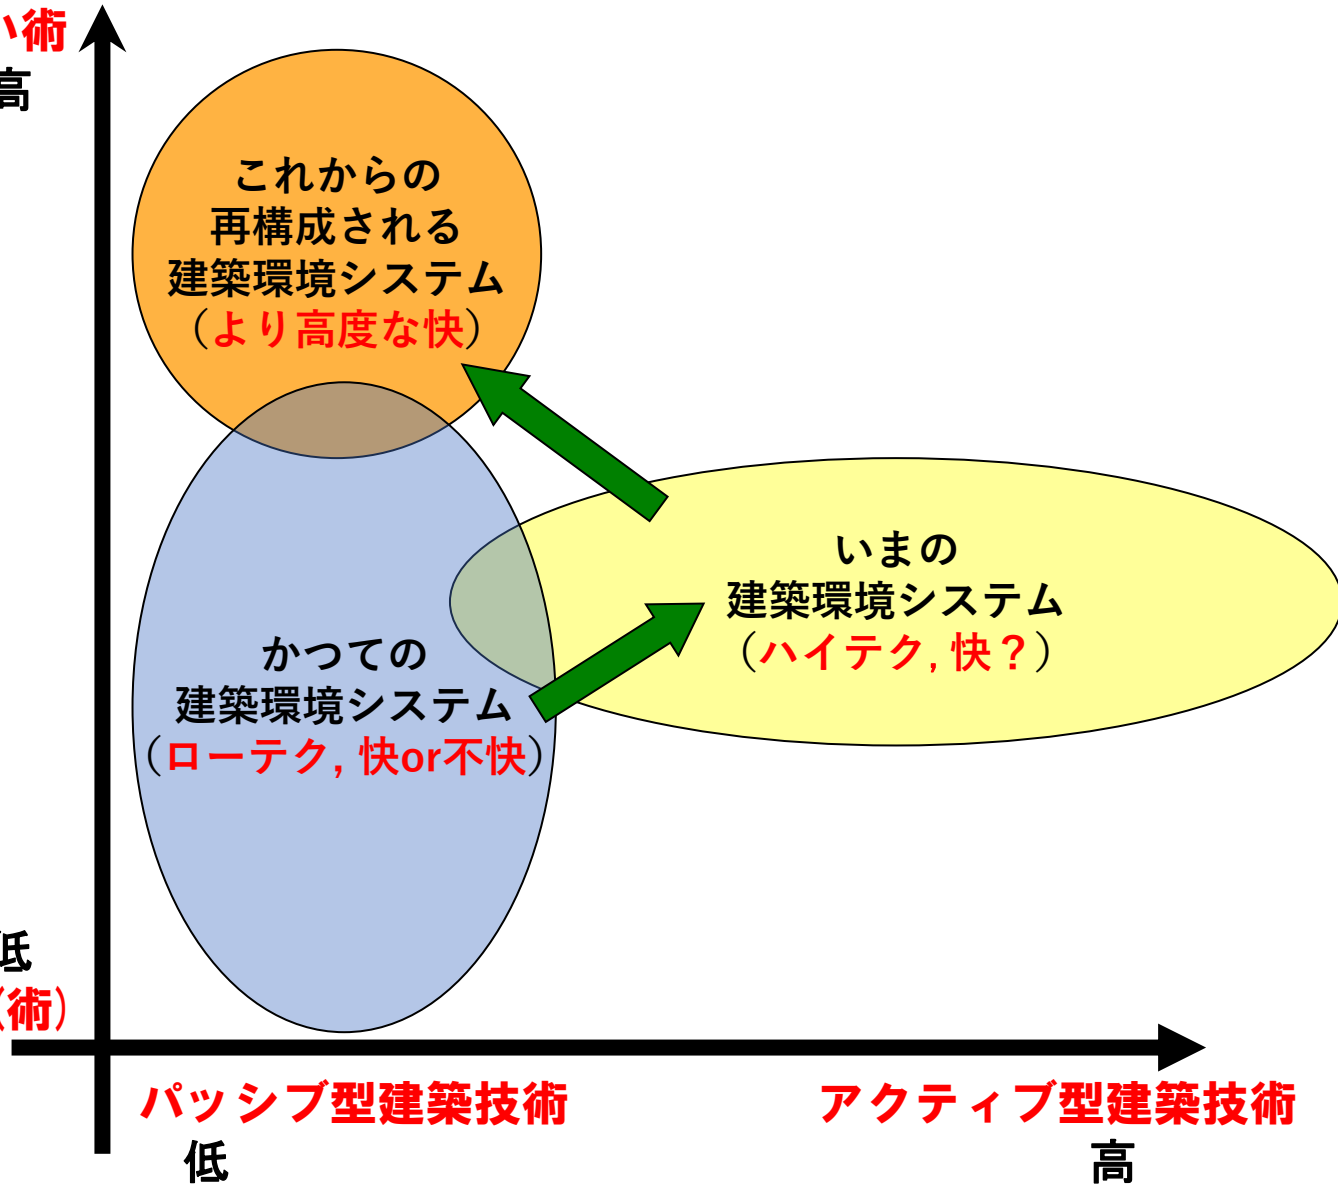 い術
高
これからの
再構成される
建築環境システム
（より高度な快）
いまの
建築環境システム
（ハイテク, 快？）
かつての
建築環境システム
（ローテク, 快or不快）
低
(術)
パッシブ型建築技術
アクティブ型建築技術
低
高